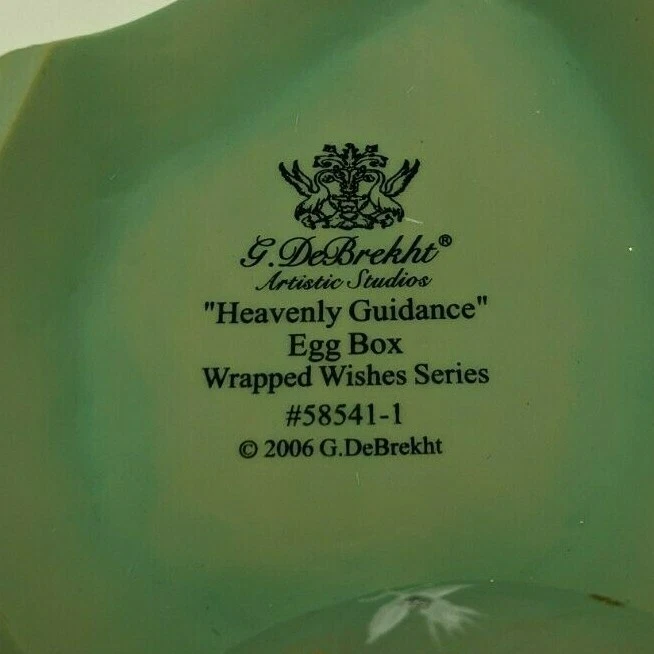 G.DeBrekht®
Artistic Studios
"Heavenly Guidance"
Egg Box
Wrapped Wishes Series
#58541-1
© 2006 G.DeBrekht